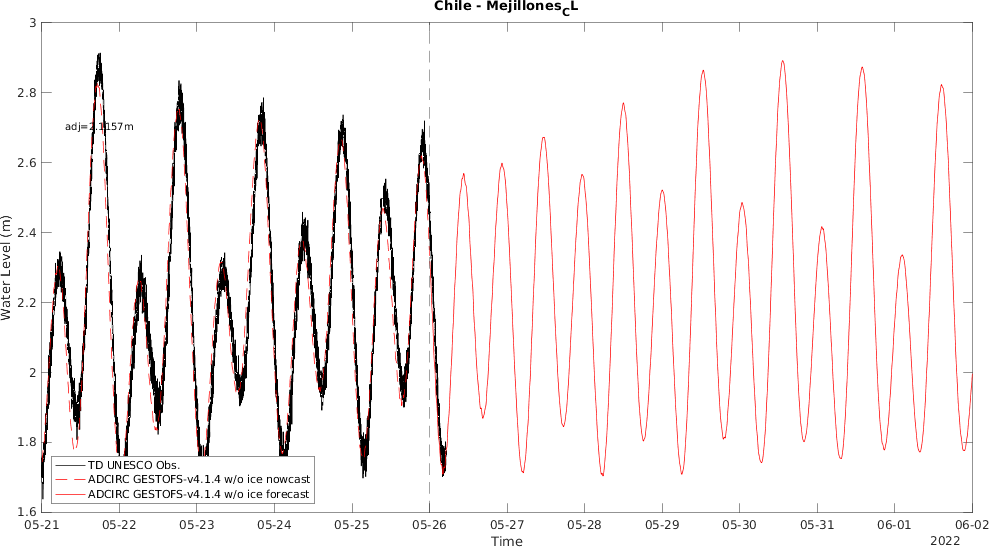 Chile - Mejillones_CL
3
2.8
adj=2.1157m
2.6
2.4
2.2
2
1.8
1.6
Water Level (m)
TD UNESCO Obs.
ADCIRC GESTOFS-v4.1.4 w/o ice nowcast
ADCIRC GESTOFS-v4.1.4 w/o ice forecast
05-21 05-22 05-23 05-24 05-25 05-26 05-27 05-28 05-29 05-30 05-31 06-01 06-02
Time
2022